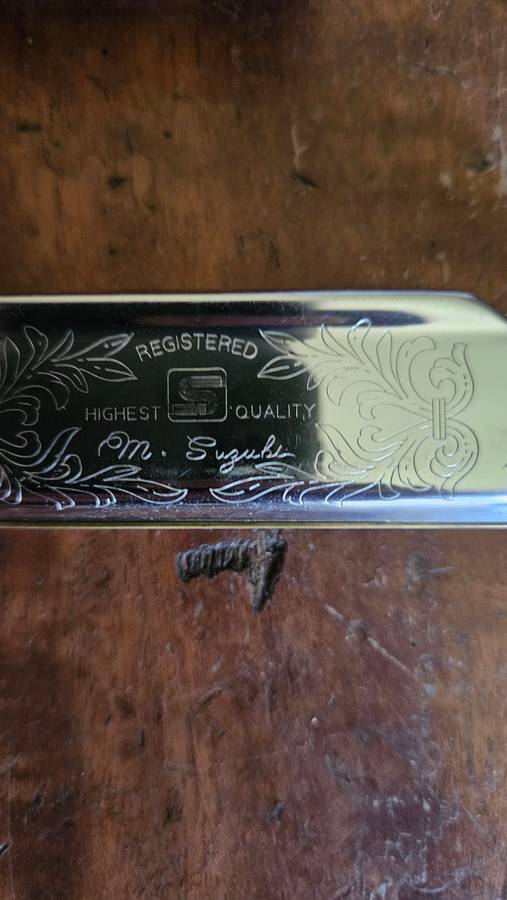 REGISTERED
HIGHEST S QUALITY
M. Suzuki